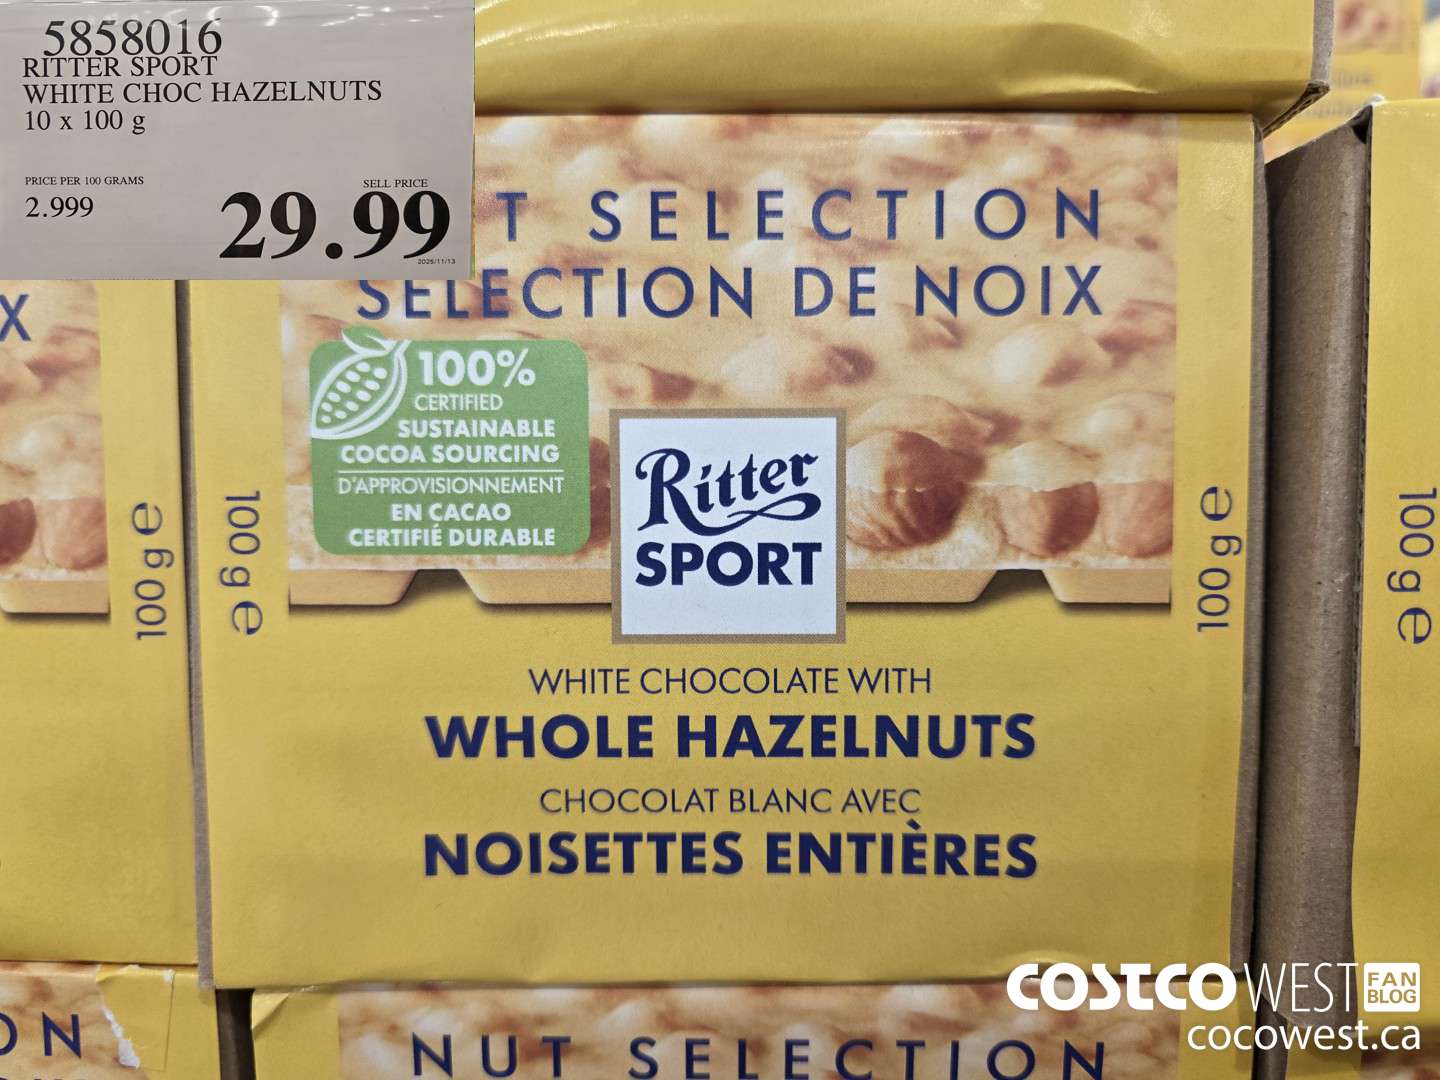 5858016
RITTER SPORT
WHITE CHOC HAZELNUTS
10 x 100 g
PRICE PER 100 GRAMS
2.999
SELL PRICE
29.99
2025/11/13
T SELECTION
SÉLECTION DE NOIX
X
100%
CERTIFIED
SUSTAINABLE
COCOA SOURCING
D'APPROVISIONNEMENT
EN CACAO
CERTIFIÉ DURABLE
Ritter
SPORT
100 g e
100 g e
100 g e
100 g e
WHITE CHOCOLATE WITH
WHOLE HAZELNUTS
CHOCOLAT BLANC AVEC
NOISETTES ENTIÈRES
ON
NUT SELECTION
COSTCO WEST FAN BLOG
cocowest.ca